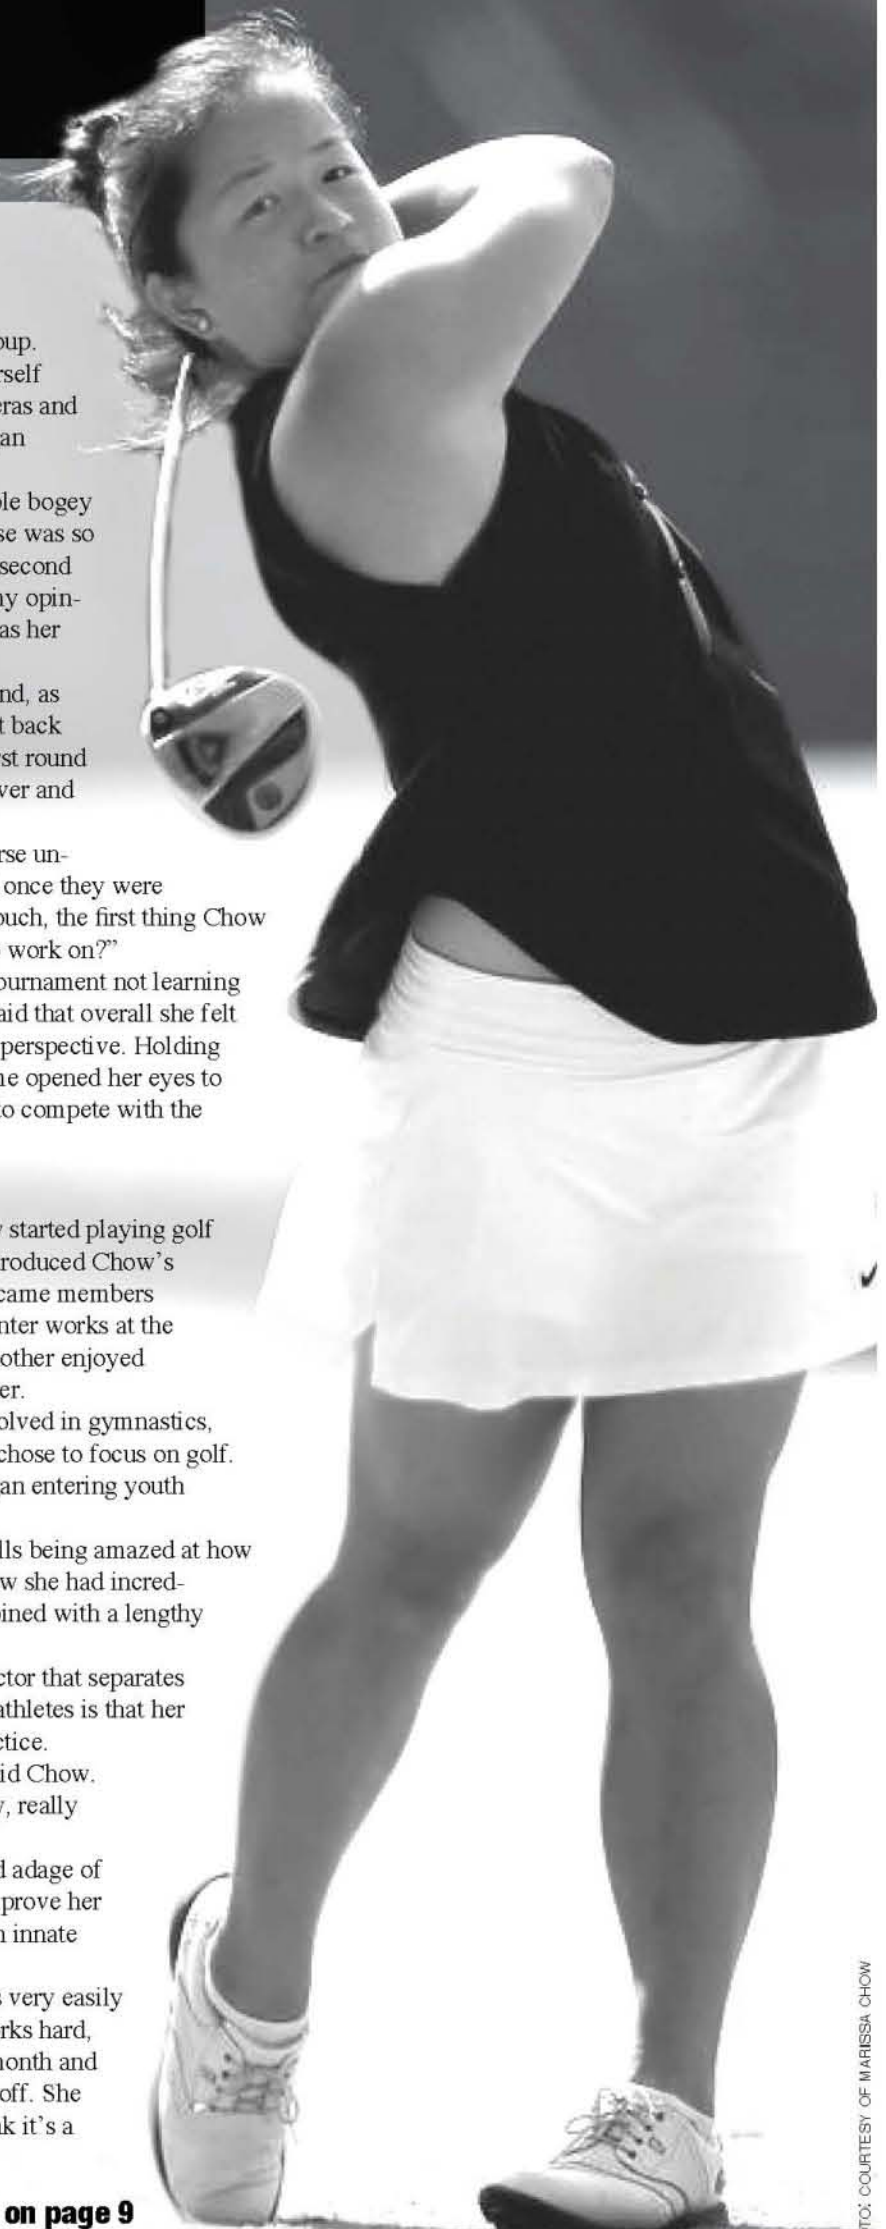 oup.
rself
eras and
an
ole bogey
se was so
second
ny opin-
as her
nd, as
t back
rst round
ver and
rse un-
once they were
ouch, the first thing Chow
work on?”
ournament not learning
aid that overall she felt
perspective. Holding
ne opened her eyes to
to compete with the
started playing golf
roduced Chow’s
came members
nter works at the
other enjoyed
er.
olved in gymnastics,
chose to focus on golf.
an entering youth
lls being amazed at how
w she had incred-
bined with a lengthy
ctor that separates
athletes is that her
ctice.
id Chow.
y, really
d adage of
prove her
n innate
s very easily
rks hard,
month and
off. She
nk it’s a
on page 9
OTO: COURTESY OF MARISSA CHOW